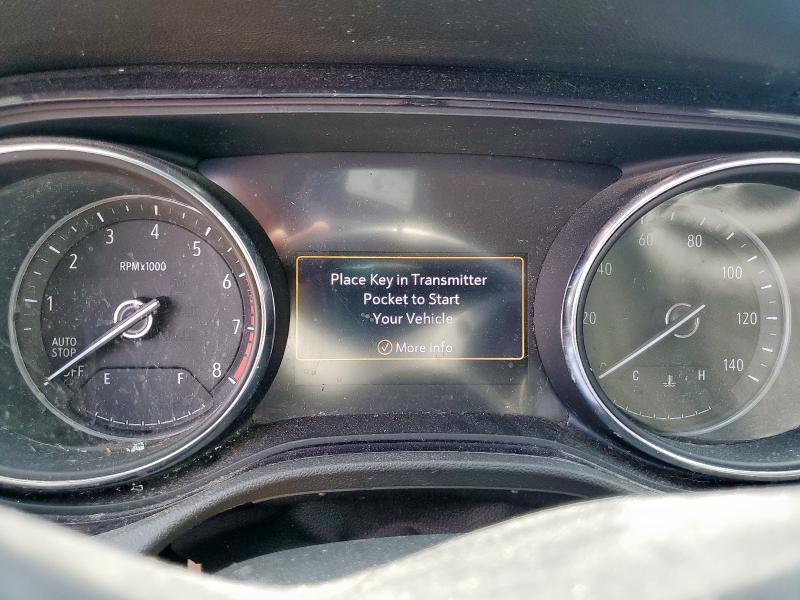 Place Key in Transmitter
Pocket to Start
Your Vehicle
More Info
1
2
3
4
5
6
7
8
RPMx1000
AUTO
STOP
OFF
E F
20
40
60
80
100
120
140
C H